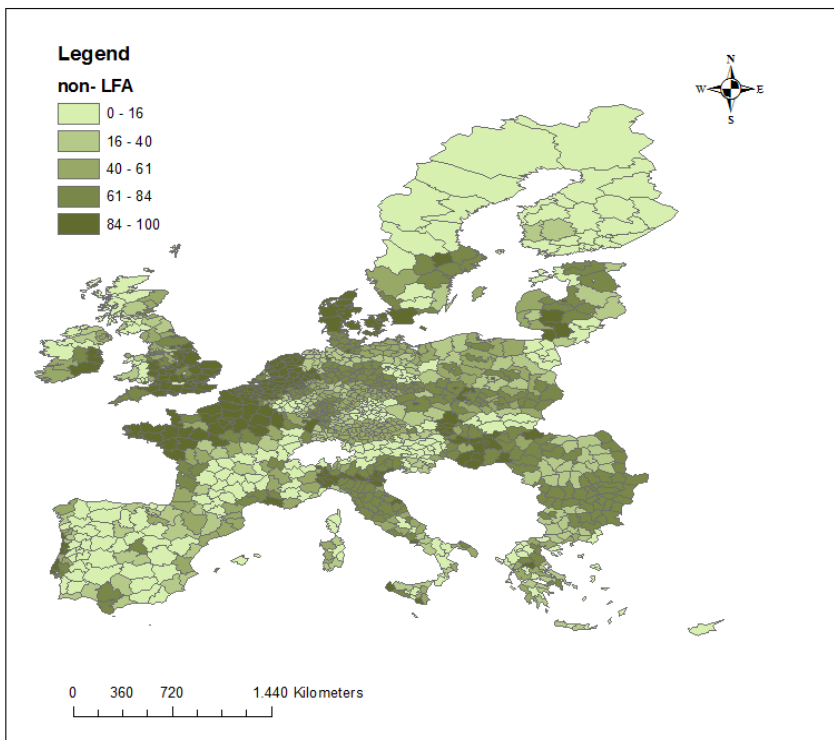 Legend
non- LFA
0 - 16
16 - 40
40 - 61
61 - 84
84 - 100
N
W E
S
0 360 720 1.440 Kilometers